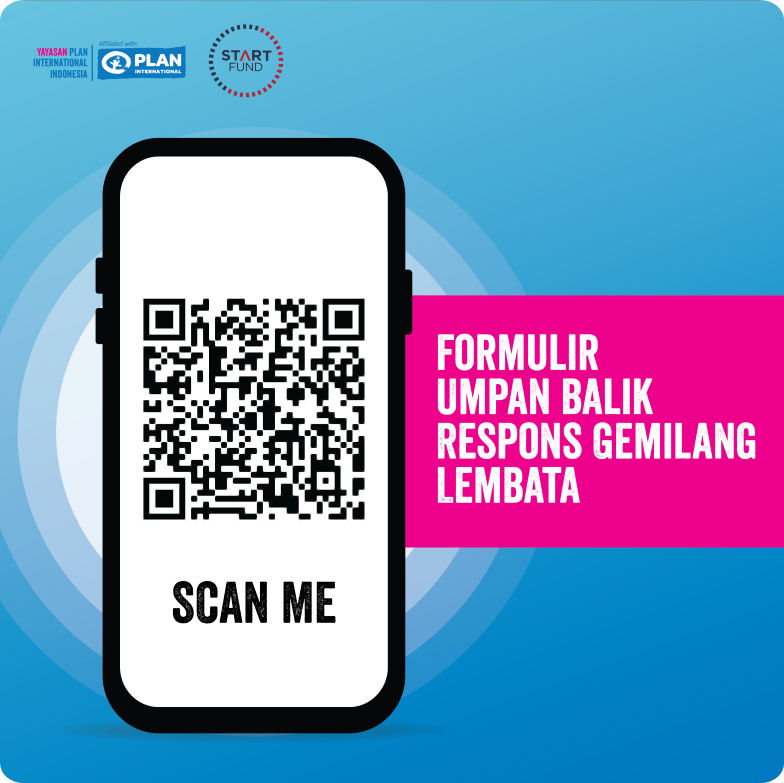 YAYASAN PLAN
INTERNATIONAL
INDONESIA
Affiliated with:
PLAN
INTERNATIONAL
START
FUND
FORMULIR
UMPAN BALIK
RESPONS GEMILANG
LEMBATA
SCAN ME